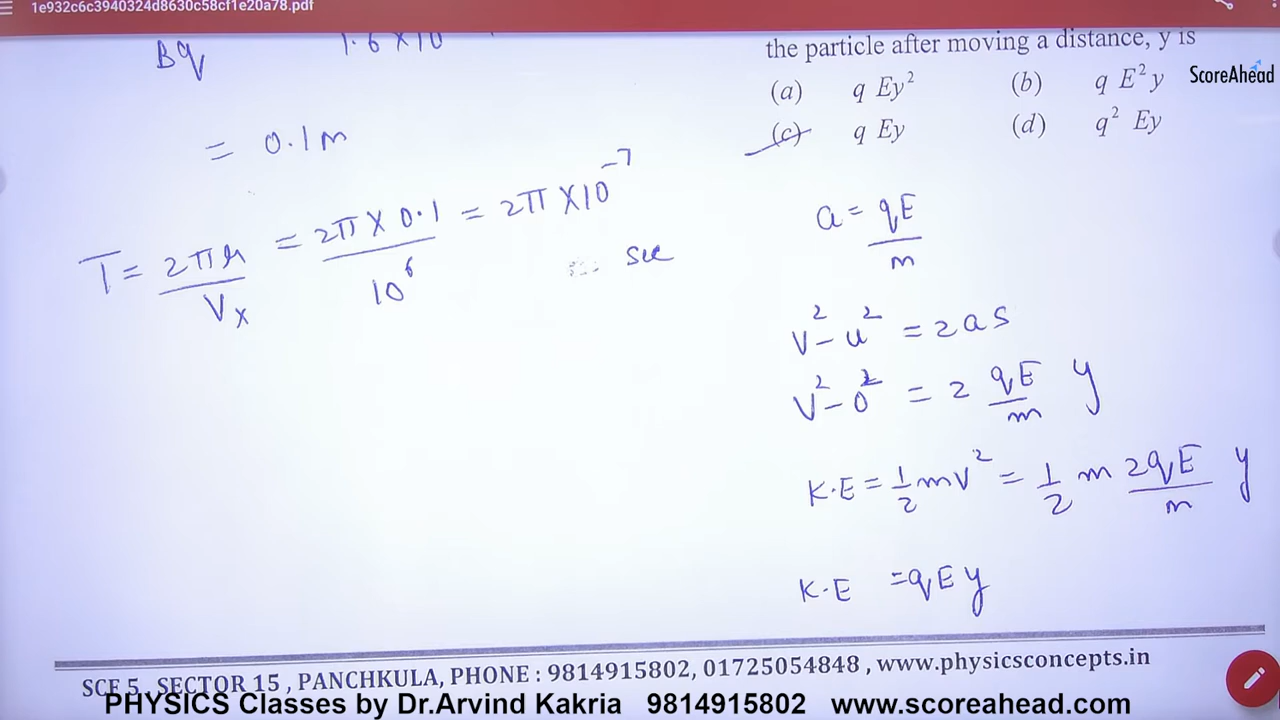 1e932c6c3940324d8630c58cf1e20a78.pdf
Bq 1.6 × 10
= 0.1 m
T = 2πr / Vx = 2π × 0.1 / 10⁶ = 2π × 10⁻⁷ sec
the particle after moving a distance, y is
(a) q Ey² (b) q E² y
(c) q Ey (d) q² Ey
ScoreAhead
a = qE / m
v² - u² = 2as
v² - 0² = 2 qE / m y
K.E = 1/2 mv² = 1/2 m 2qE / m y
K.E = qEy
SCF 5, SECTOR 15 , PANCHKULA, PHONE : 9814915802, 01725054848 , www.physicsconcepts.in
PHYSICS Classes by Dr.Arvind Kakria 9814915802 www.scoreahead.com